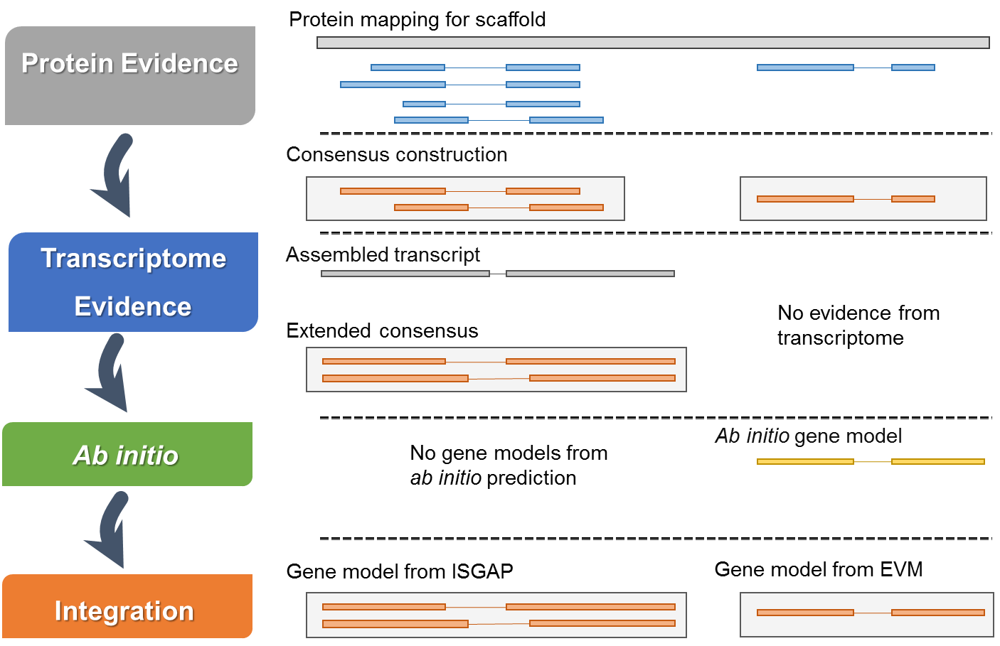 Protein mapping for scaffold
Protein Evidence
Consensus construction
Transcriptome
Evidence
Assembled transcript
No evidence from
transcriptome
Extended consensus
Ab initio
Ab initio gene model
No gene models from
ab initio prediction
Integration
Gene model from ISGAP
Gene model from EVM